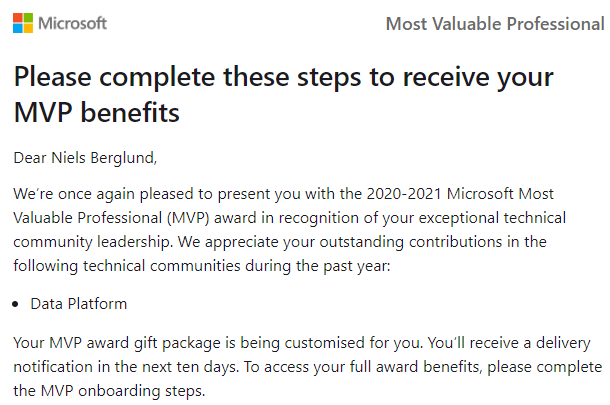 Microsoft
Most Valuable Professional
Please complete these steps to receive your
MVP benefits
Dear Niels Berglund,
We’re once again pleased to present you with the 2020-2021 Microsoft Most
Valuable Professional (MVP) award in recognition of your exceptional technical
community leadership. We appreciate your outstanding contributions in the
following technical communities during the past year:
• Data Platform
Your MVP award gift package is being customised for you. You’ll receive a delivery
notification in the next ten days. To access your full award benefits, please complete
the MVP onboarding steps.